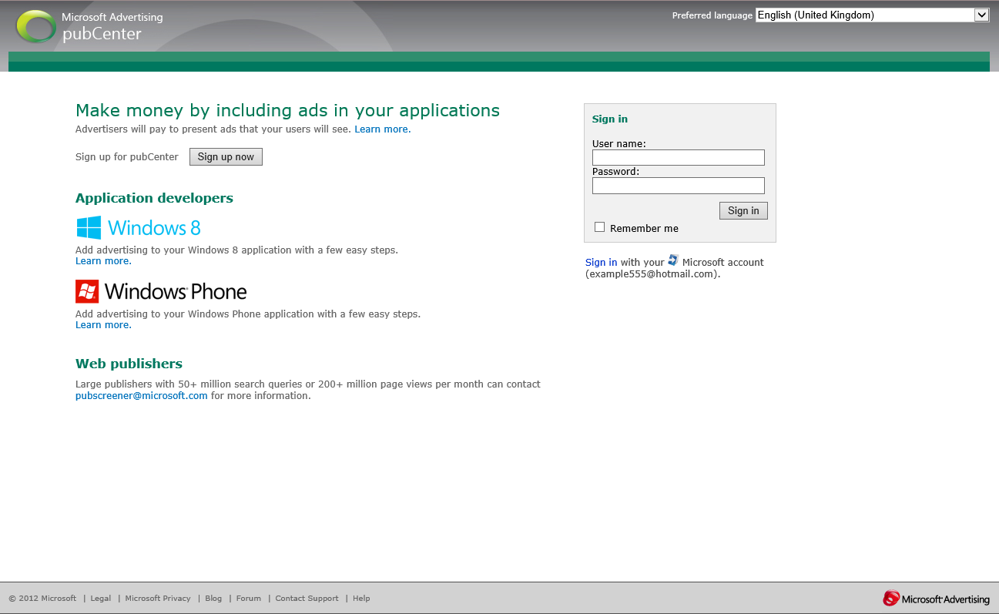 Microsoft Advertising
pubCenter
Preferred language English (United Kingdom)
Make money by including ads in your applications
Advertisers will pay to present ads that your users will see. Learn more.
Sign up for pubCenter Sign up now
Application developers
Windows 8
Add advertising to your Windows 8 application with a few easy steps.
Learn more.
Windows Phone
Add advertising to your Windows Phone application with a few easy steps.
Learn more.
Web publishers
Large publishers with 50+ million search queries or 200+ million page views per month can contact
pubscreener@microsoft.com for more information.
Sign in
User name:
Password:
Sign in
Remember me
Sign in with your Microsoft account
(example555@hotmail.com).
© 2012 Microsoft | Legal | Microsoft Privacy | Blog | Forum | Contact Support | Help
Microsoft Advertising